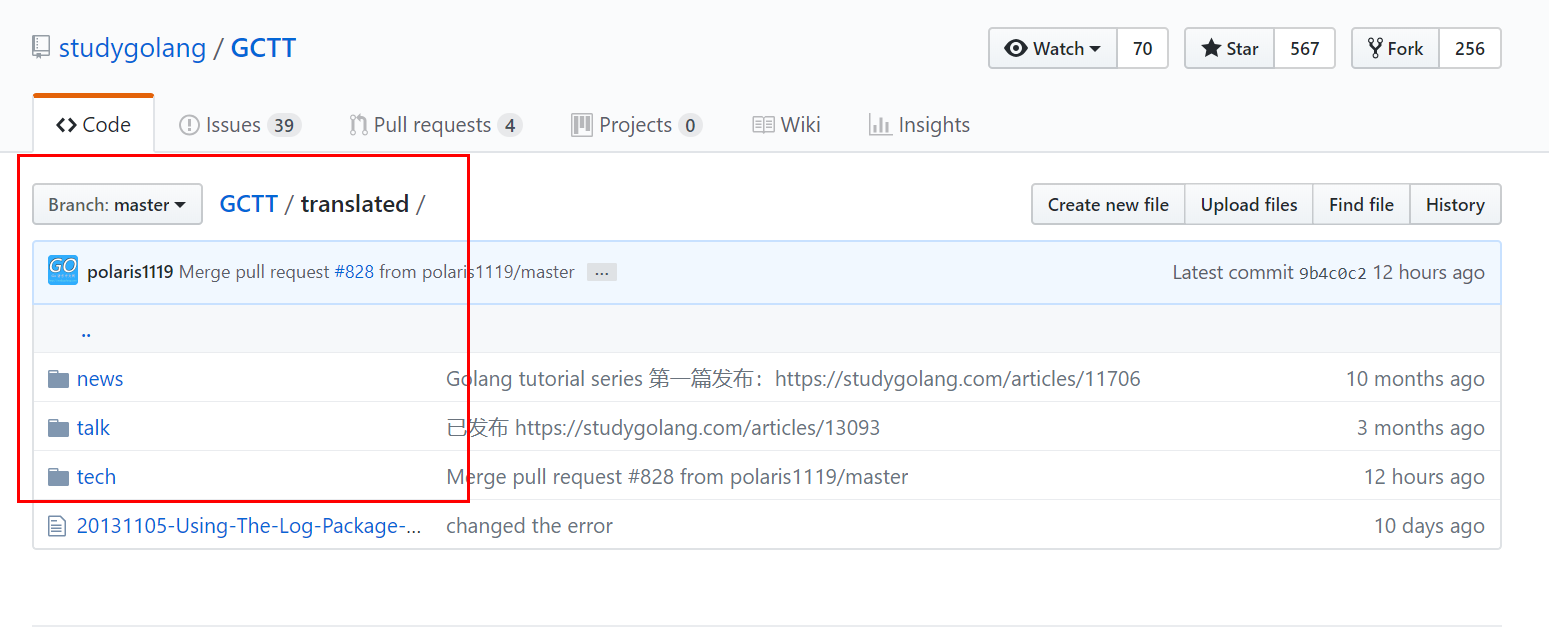 studygolang / GCTT
Watch 70 Star 567 Fork 256
Code Issues 39 Pull requests 4 Projects 0 Wiki Insights
Branch: master GCTT / translated /
Create new file Upload files Find file History
GO polaris1119 Merge pull request #828 from polaris1119/master ... Latest commit 9b4c0c2 12 hours ago
..
news Golang tutorial series 第一篇发布：https://studygolang.com/articles/11706 10 months ago
talk 已发布 https://studygolang.com/articles/13093 3 months ago
tech Merge pull request #828 from polaris1119/master 12 hours ago
20131105-Using-The-Log-Package-... changed the error 10 days ago